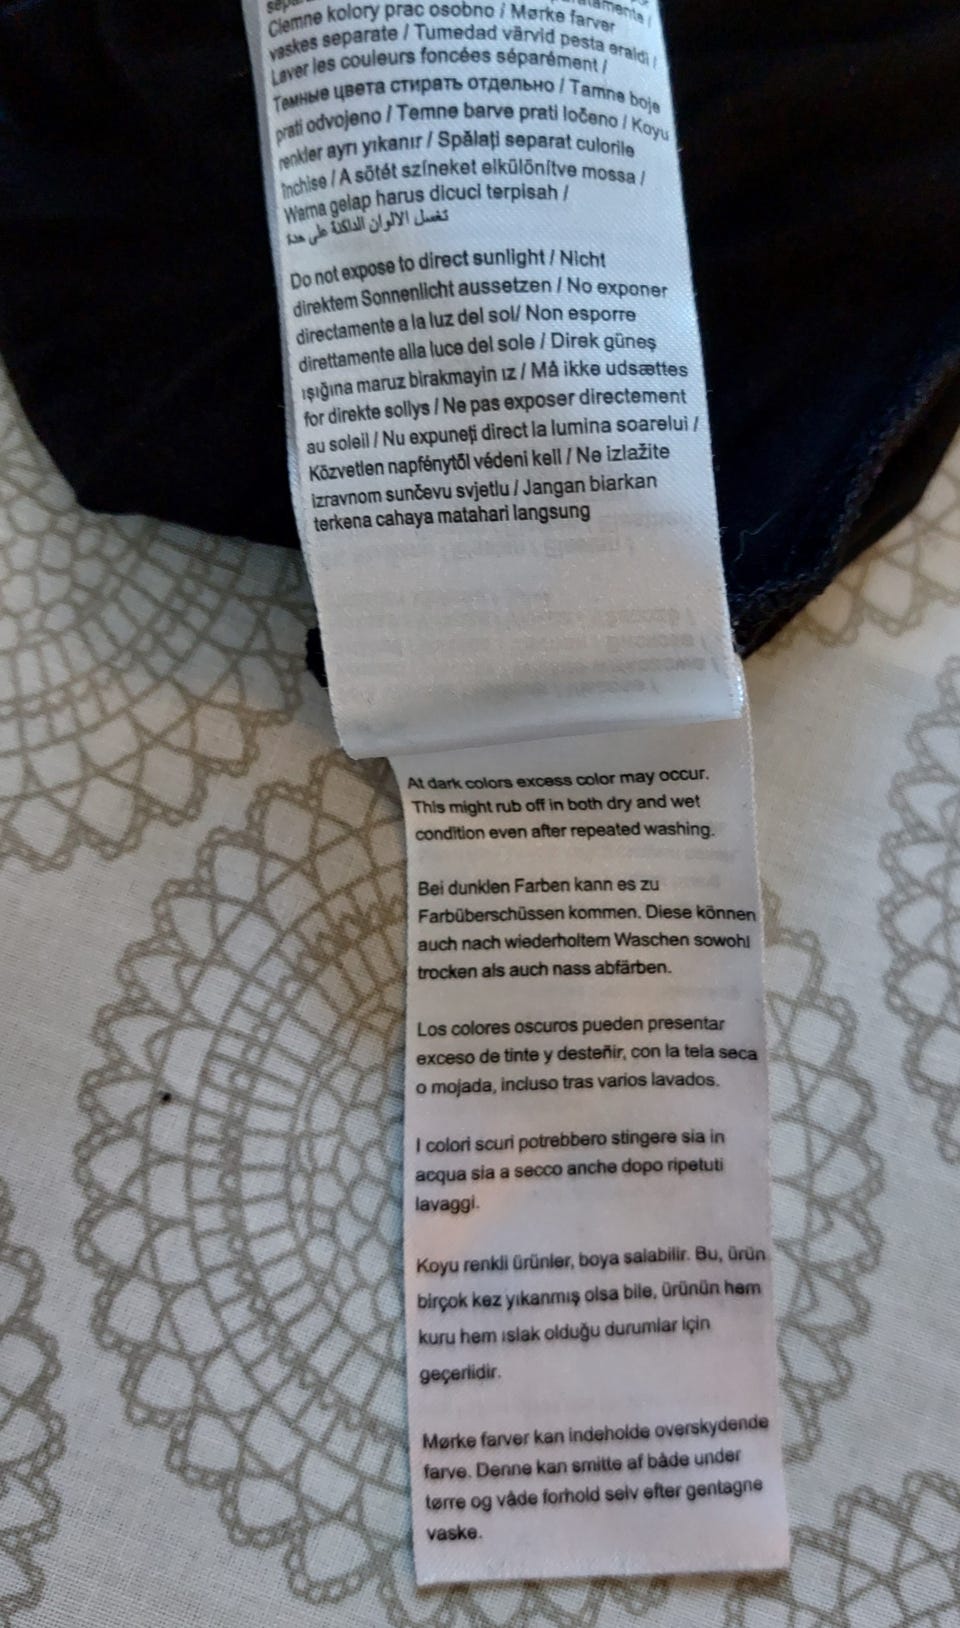 Ciemne kolory prac osobno / Mørke farver
vaskes separate / Tumedad värvid pesta eraldi /
Laver les couleurs foncées séparément /
Темные цвета стирать отдельно / Tamne boje
prati odvojeno / Temne barve prati ločeno / Koyu
renkler ayrı yıkanır / Spălați separat culorile
închise / A sötét színeket elkülönítve mossa /
Warna gelap harus dicuci terpisah /
تغسل الالوان الداكنة على حدة
Do not expose to direct sunlight / Nicht
direktem Sonnenlicht aussetzen / No exponer
directamente a la luz del sol/ Non esporre
direttamente alla luce del sole / Direk güneş
ışığına maruz birakmayin ız / Må ikke udsættes
for direkte sollys / Ne pas exposer directement
au soleil / Nu expuneți direct la lumina soarelui /
Közvetlen napfénytől védeni kell / Ne izlažite
izravnom sunčevu svjetlu / Jangan biarkan
terkena cahaya matahari langsung
At dark colors excess color may occur.
This might rub off in both dry and wet
condition even after repeated washing.
Bei dunklen Farben kann es zu
Farbüberschüssen kommen. Diese können
auch nach wiederholtem Waschen sowohl
trocken als auch nass abfärben.
Los colores oscuros pueden presentar
exceso de tinte y desteñir, con la tela seca
o mojada, incluso tras varios lavados.
I colori scuri potrebbero stingere sia in
acqua sia a secco anche dopo ripetuti
lavaggi.
Koyu renkli ürünler, boya salabilir. Bu, ürün
birçok kez yıkanmış olsa bile, ürünün hem
kuru hem ıslak olduğu durumlar için
geçerlidir.
Mørke farver kan indeholde overskydende
farve. Denne kan smitte af både under
tørre og våde forhold selv efter gentagne
vaske.